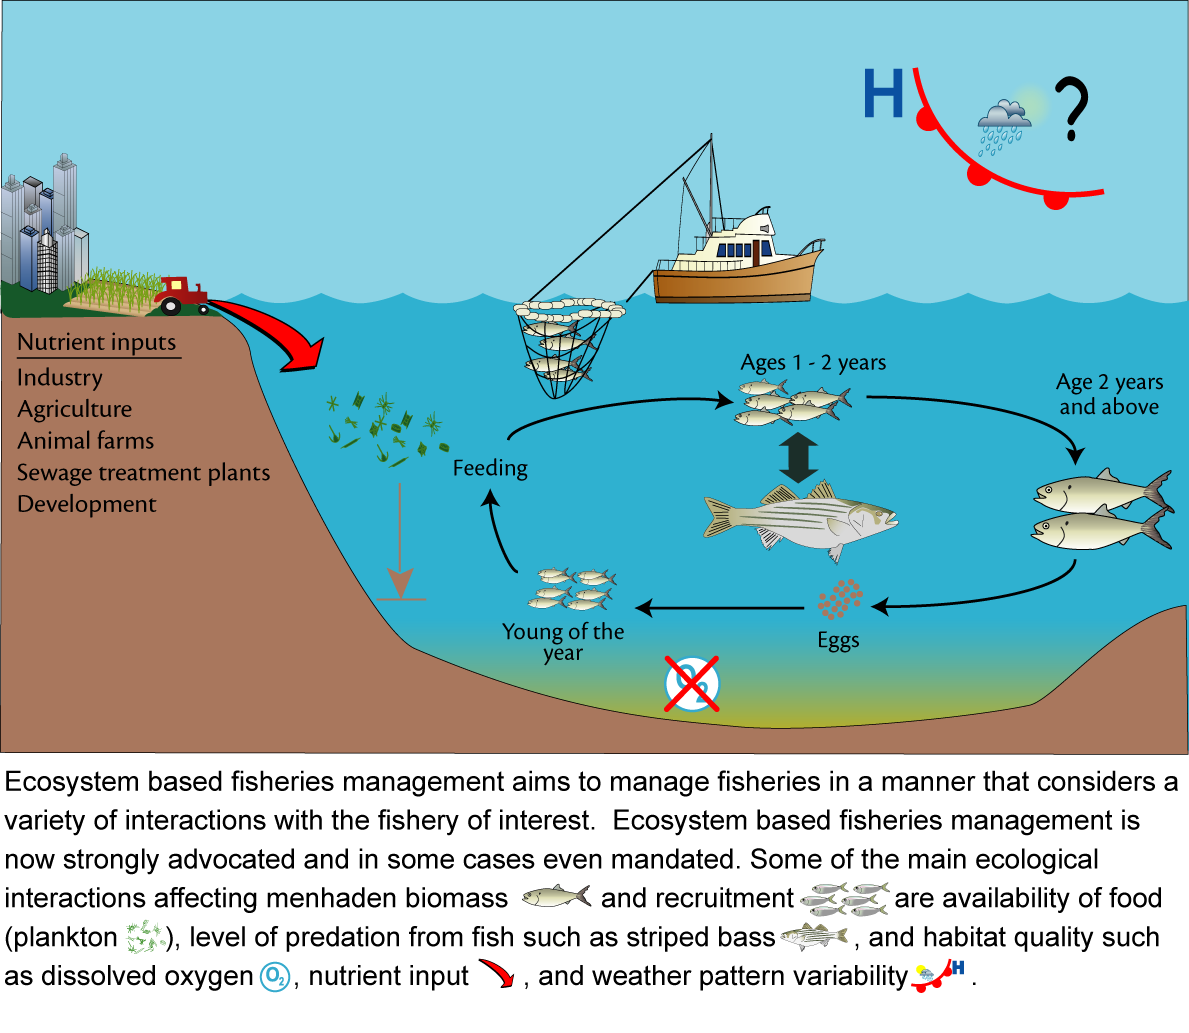 H
?
Nutrient inputs
Industry
Agriculture
Animal farms
Sewage treatment plants
Development
Ages 1 - 2 years
Age 2 years
and above
Feeding
Young of the
year
Eggs
O2
Ecosystem based fisheries management aims to manage fisheries in a manner that considers a
variety of interactions with the fishery of interest.  Ecosystem based fisheries management is
now strongly advocated and in some cases even mandated. Some of the main ecological
interactions affecting menhaden biomass and recruitment are availability of food
(plankton ), level of predation from fish such as striped bass , and habitat quality such
as dissolved oxygen O2 , nutrient input , and weather pattern variability H .